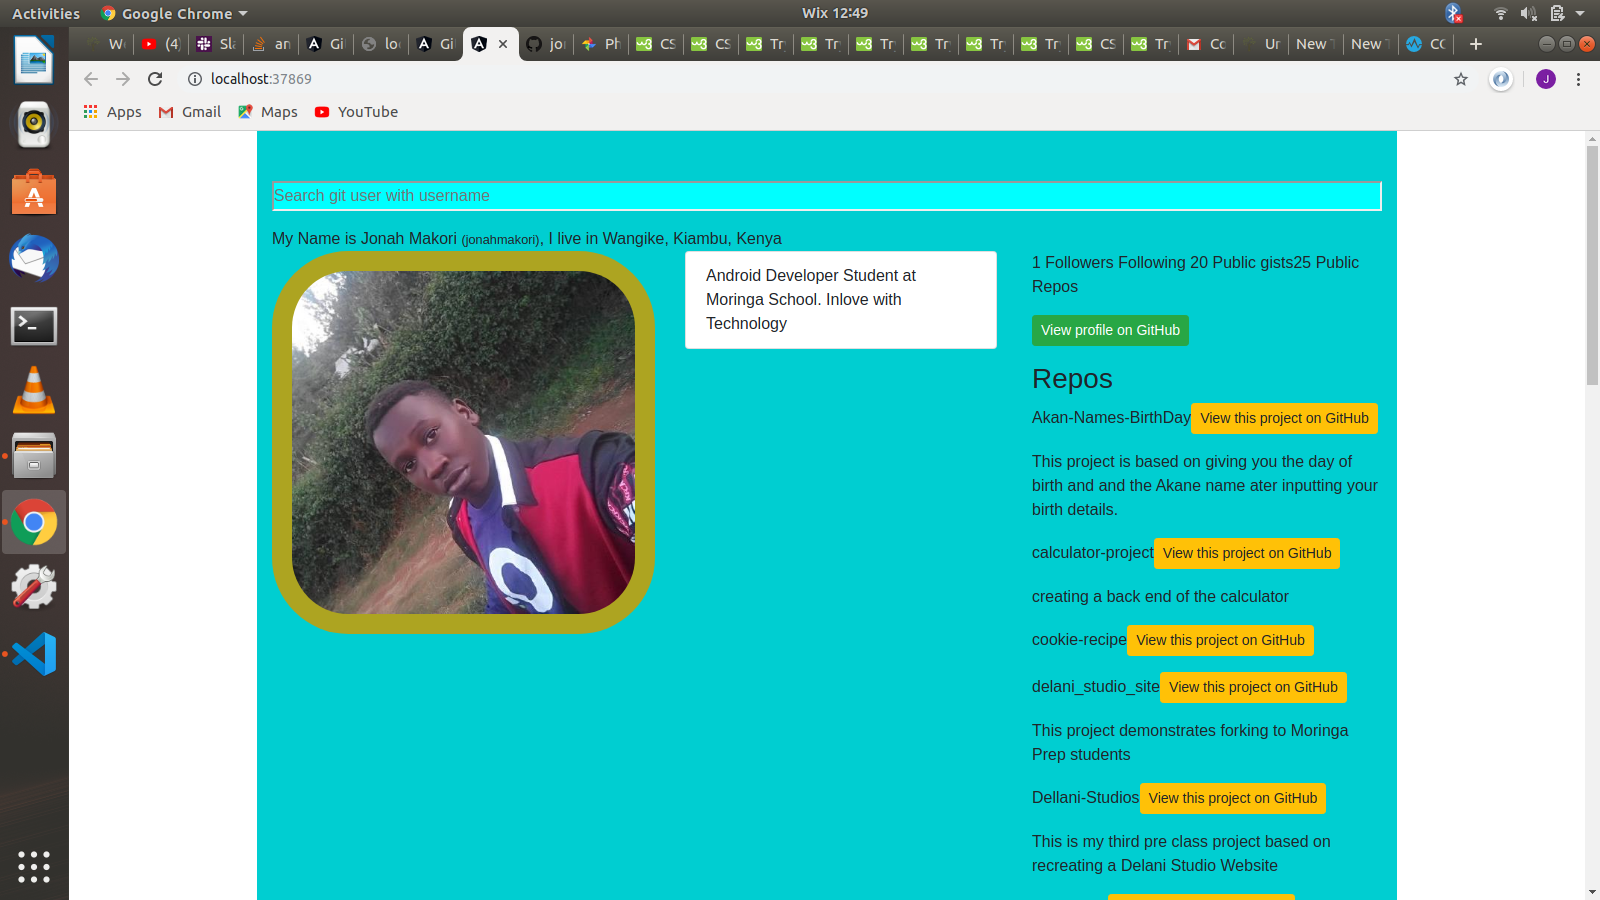 Activities
Google Chrome
Wix 12:49
(4)
Sla
an
Gi
loc
Gi
jo
Ph
CS
CS
Tr
Tr
Tr
Tr
Tr
Tr
CS
Tr
Co
Ur
New T
New T
localhost:37869
J
Apps
Gmail
Maps
YouTube
Search git user with username
My Name is Jonah Makori (jonahmakori), I live in Wangike, Kiambu, Kenya
Android Developer Student at
Moringa School. Inlove with
Technology
1 Followers Following 20 Public gists25 Public
Repos
View profile on GitHub
Repos
Akan-Names-BirthDay View this project on GitHub
This project is based on giving you the day of
birth and and the Akane name ater inputting your
birth details.
calculator-project View this project on GitHub
creating a back end of the calculator
cookie-recipe View this project on GitHub
delani_studio_site View this project on GitHub
This project demonstrates forking to Moringa
Prep students
Dellani-Studios View this project on GitHub
This is my third pre class project based on
recreating a Delani Studio Website